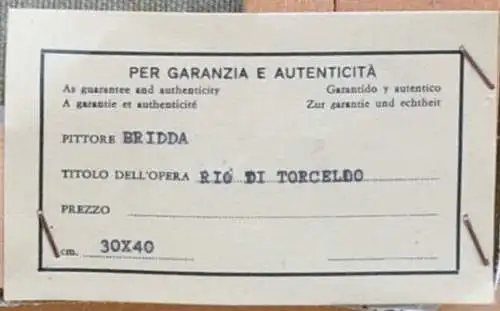 PER GARANZIA E AUTENTICITÀ
As guarantee and authenticity Garantido y autentico
A garantie et authenticité Zur garantie und echtheit
PITTORE BRIDDA
TITOLO DELL'OPERA RIO DI TORCELDO
PREZZO
cm. 30X40